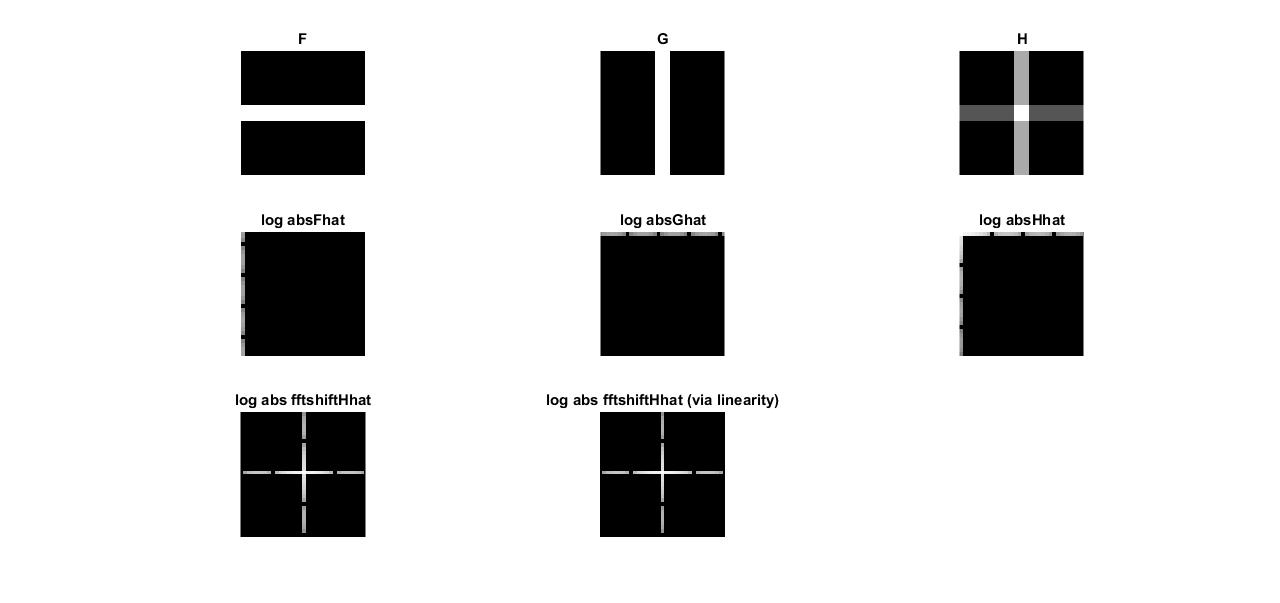 F
G
H
log absFhat
log absGhat
log absHhat
log abs fftshiftHhat
log abs fftshiftHhat (via linearity)